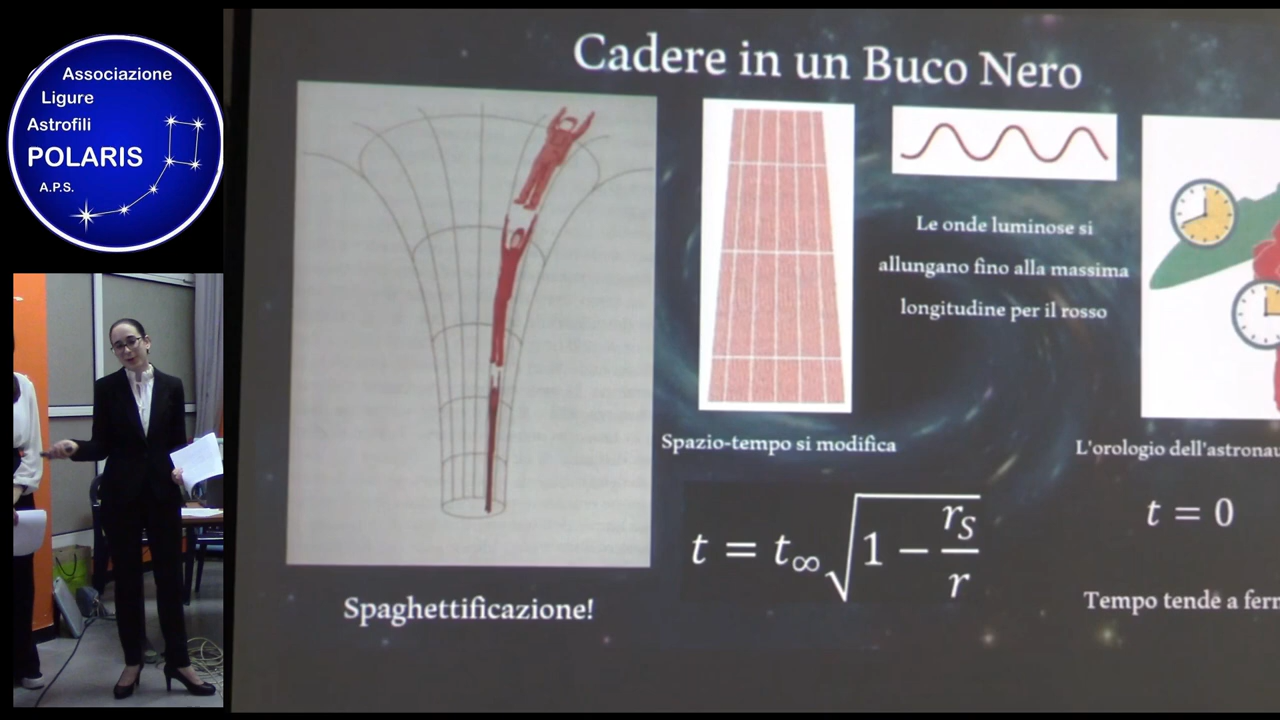 Associazione
Ligure
Astrofili
POLARIS
A.P.S.
Cadere in un Buco Nero
Le onde luminose si
allungano fino alla massima
longitudine per il rosso
Spazio-tempo si modifica
L'orologio dell'astronau
t = t∞ √1 − rS/r
t = 0
Spaghettificazione!
Tempo tende a ferm